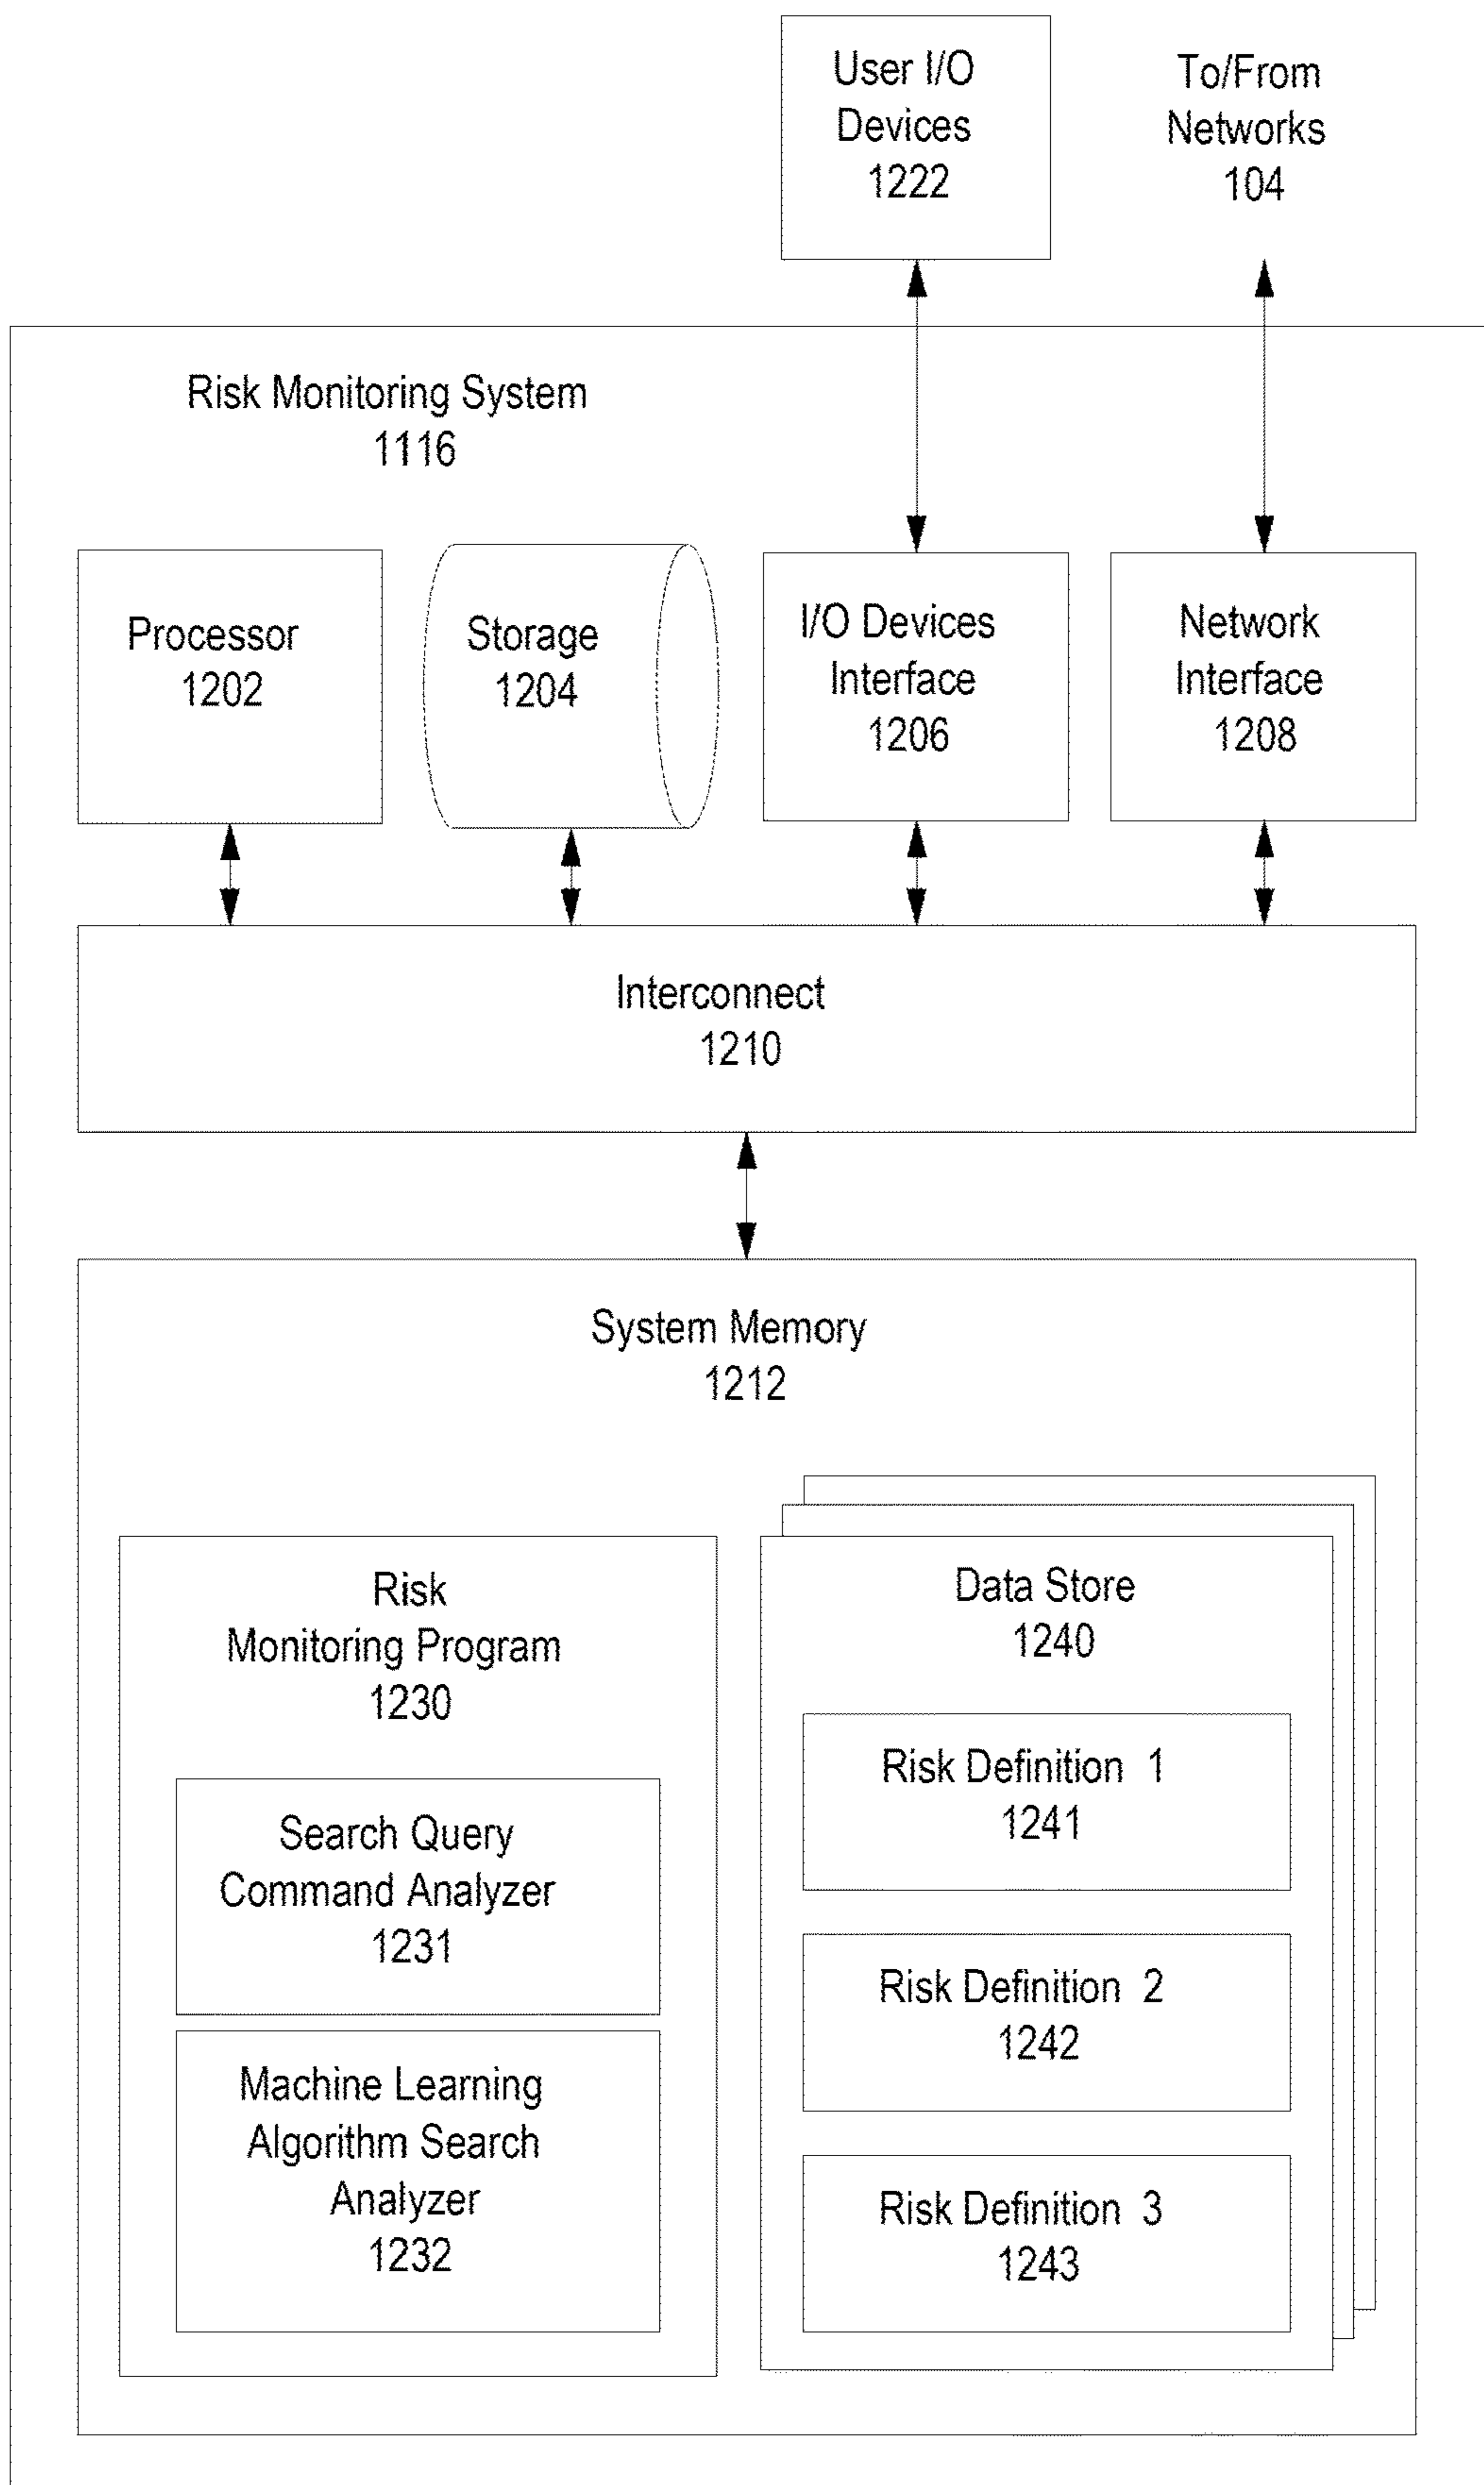 User I/O
Devices
1222
To/From
Networks
104
Risk Monitoring System
1116
Processor
1202
Storage
1204
I/O Devices
Interface
1206
Network
Interface
1208
Interconnect
1210
System Memory
1212
Risk
Monitoring Program
1230
Search Query
Command Analyzer
1231
Machine Learning
Algorithm Search
Analyzer
1232
Data Store
1240
Risk Definition 1
1241
Risk Definition 2
1242
Risk Definition 3
1243